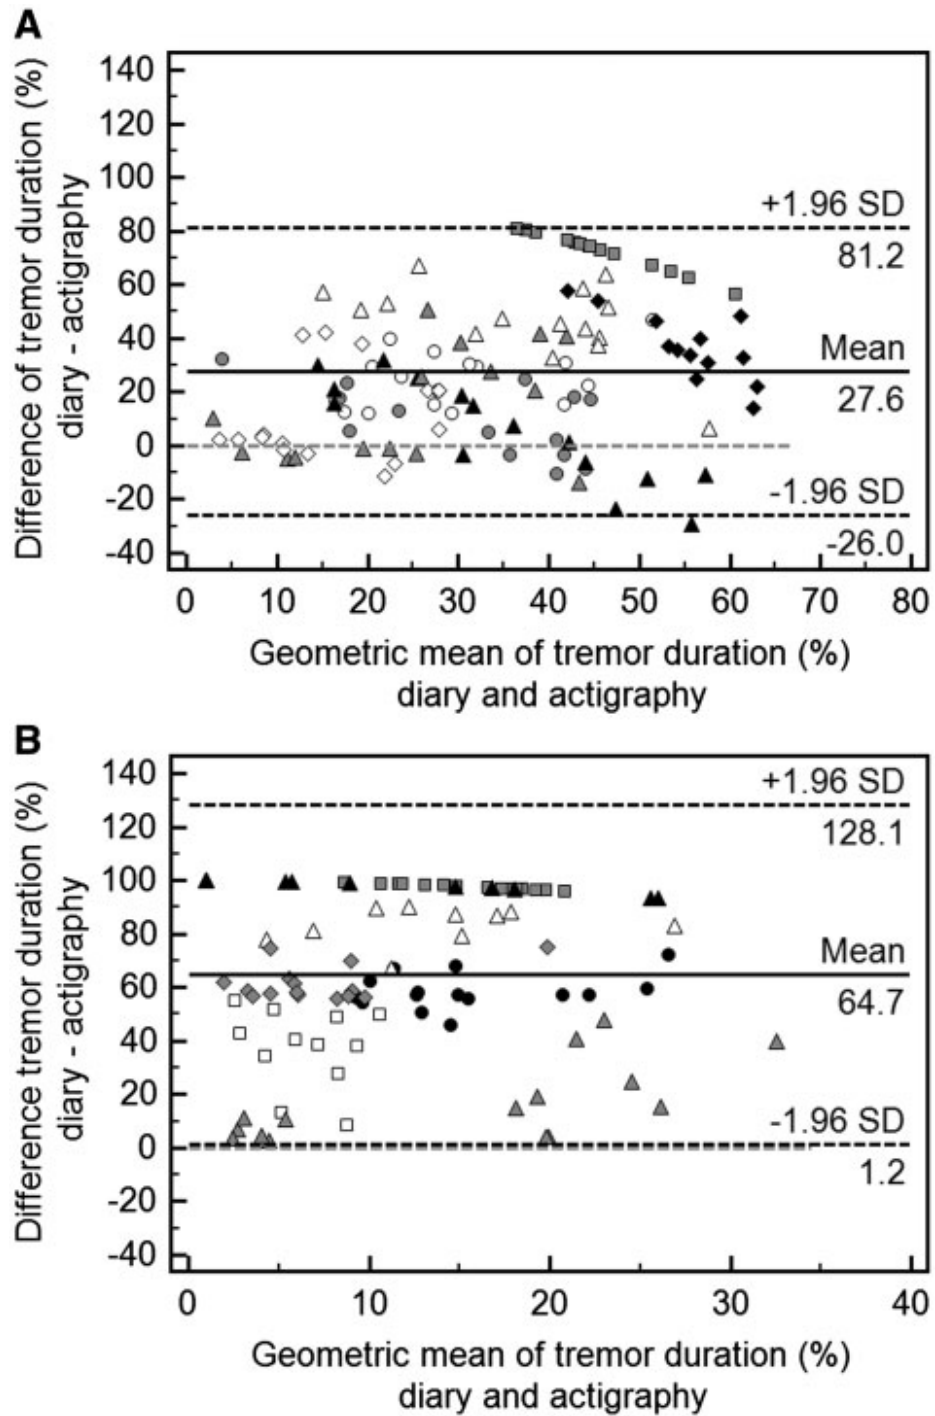 A
Difference of tremor duration (%)
diary - actigraphy
140
120
100
80
60
40
20
0
-20
-40
+1.96 SD
81.2
Mean
27.6
-1.96 SD
-26.0
0 10 20 30 40 50 60 70 80
Geometric mean of tremor duration (%)
diary and actigraphy
B
Difference tremor duration (%)
diary - actigraphy
140
120
100
80
60
40
20
0
-20
-40
+1.96 SD
128.1
Mean
64.7
-1.96 SD
1.2
0 10 20 30 40
Geometric mean of tremor duration (%)
diary and actigraphy